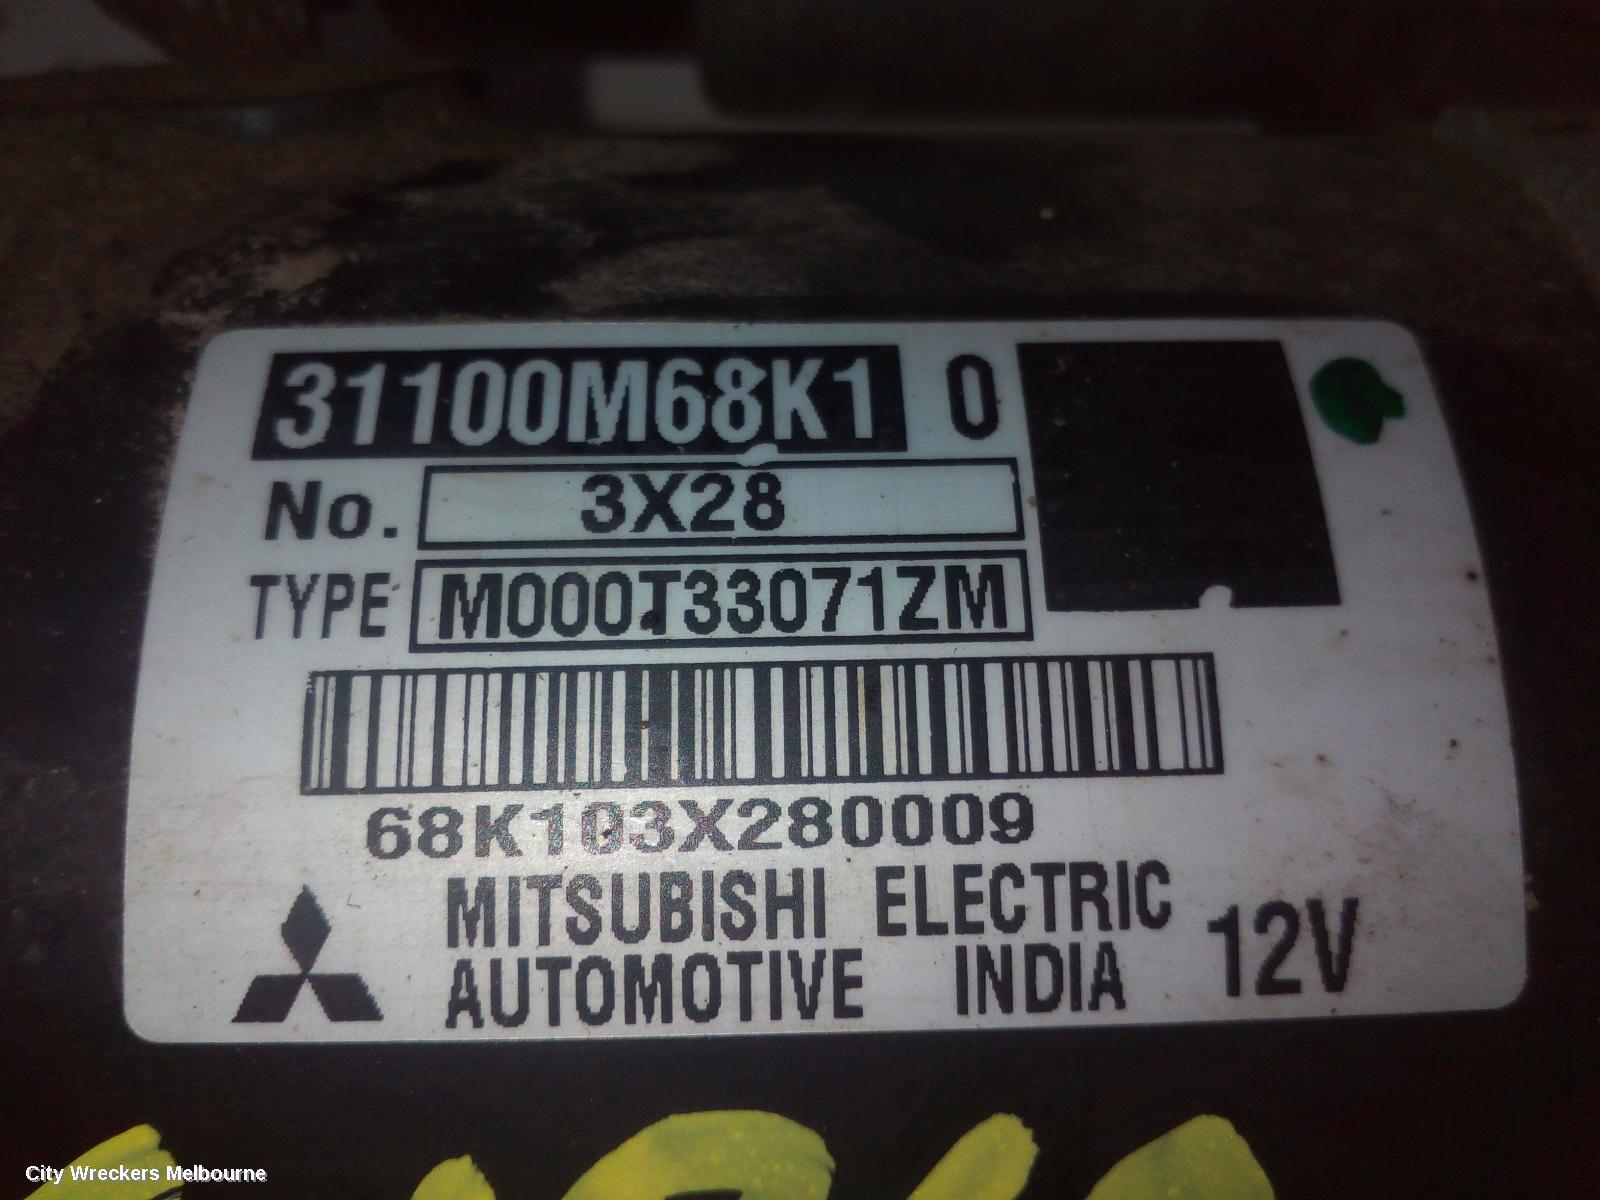 31100M68K1 0
No. 3X28
TYPE M000T33071ZM
68K103X280009
MITSUBISHI ELECTRIC
AUTOMOTIVE INDIA 12V
City Wreckers Melbourne